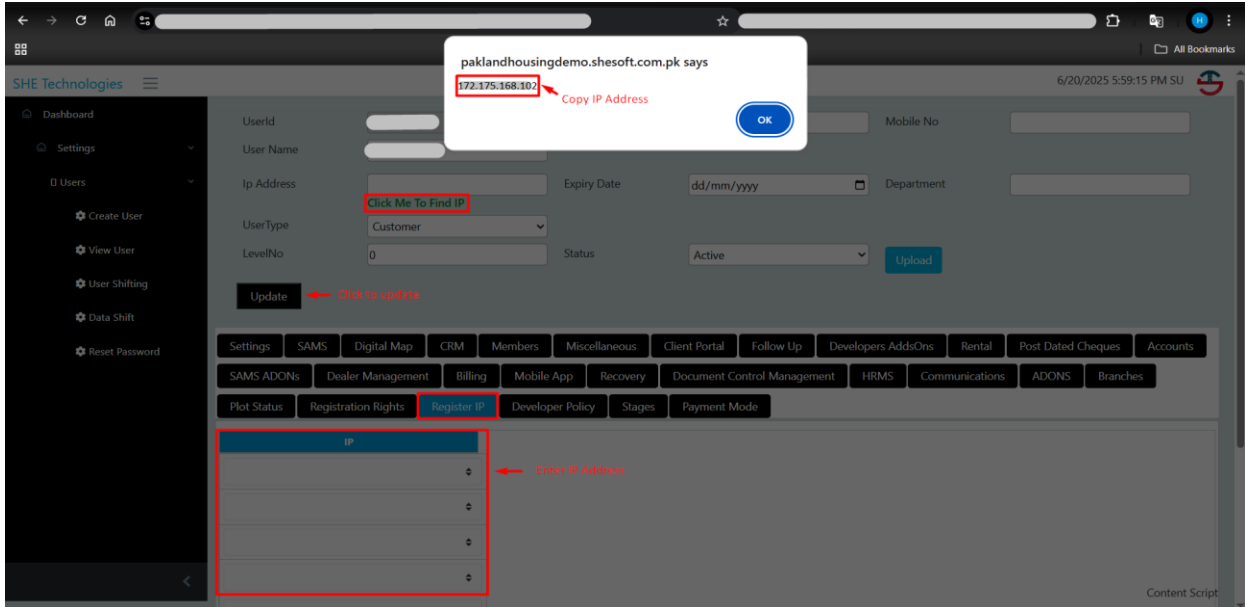 All Bookmarks
paklandhousingdemo.shesoft.com.pk says
172.175.168.102
Copy IP Address
OK
SHE Technologies
6/20/2025 5:59:15 PM SU
Dashboard
Settings
Users
Create User
View User
User Shifting
Data Shift
Reset Password
UserId
Mobile No
User Name
Ip Address
Expiry Date
dd/mm/yyyy
Department
Click Me To Find IP
UserType
Customer
LevelNo
0
Status
Active
Upload
Update
Click to update
Settings SAMS Digital Map CRM Members Miscellaneous Client Portal Follow Up Developers AddsOns Rental Post Dated Cheques Accounts
SAMS ADONs Dealer Management Billing Mobile App Recovery Document Control Management HRMS Communications ADONS Branches
Plot Status Registration Rights Register IP Developer Policy Stages Payment Mode
IP
Enter IP Address
Content Script
H